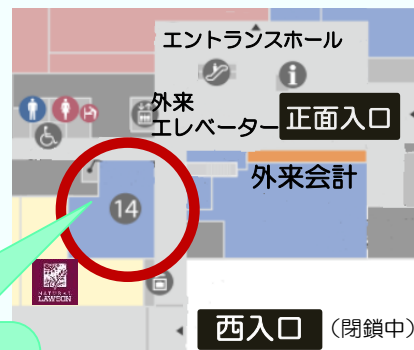 エントランスホール
外来
エレベーター
正面入口
外来会計
14
NATURAL
LAWSON
西入口
(閉鎖中)